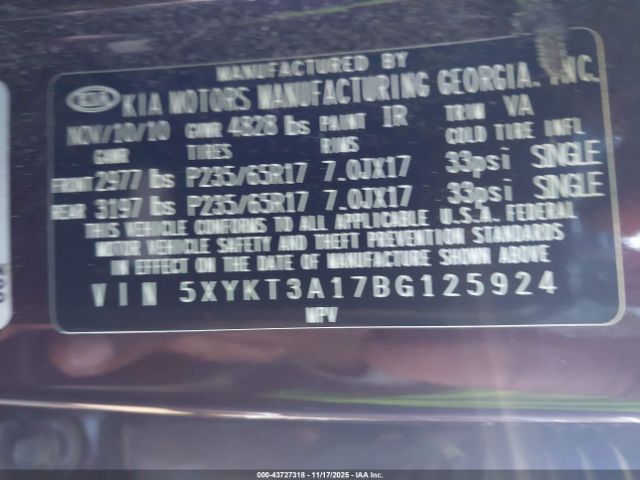 MANUFACTURED BY
KIA KIA MOTORS MANUFACTURING GEORGIA, INC.
NOV/10/10 GVWR 4828 lbs PAINT IR TRIM VA
GAWR TIRES RIMS COLD TIRE INFL
FRONT 2977 lbs P235/65R17 7.0JX17 33psi SINGLE
REAR 3197 lbs P235/65R17 7.0JX17 33psi SINGLE
THIS VEHICLE CONFORMS TO ALL APPLICABLE U.S.A. FEDERAL
MOTOR VEHICLE SAFETY AND THEFT PREVENTION STANDARDS
IN EFFECT ON THE DATE OF MANUFACTURE SHOWN ABOVE
VIN 5XYKT3A17BG125924
MPV
000-43727318 - 11/17/2025 - IAA Inc.